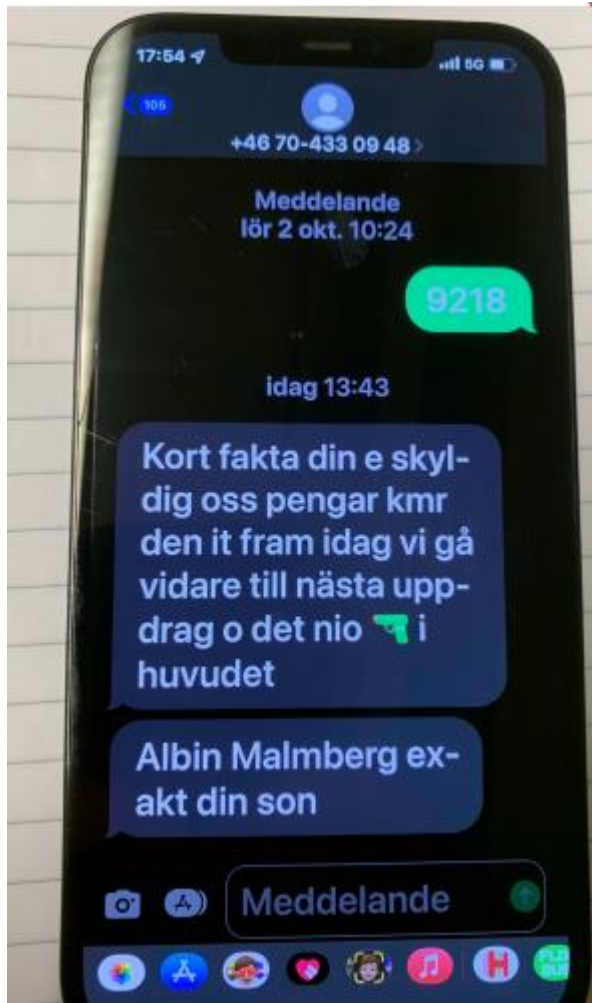 17:54
5G
105
+46 70-433 09 48 >
Meddelande
lör 2 okt. 10:24
9218
idag 13:43
Kort fakta din e skyl-
dig oss pengar kmr
den it fram idag vi gå
vidare till nästa upp-
drag o det nio 🔫 i
huvudet
Albin Malmberg ex-
akt din son
Meddelande